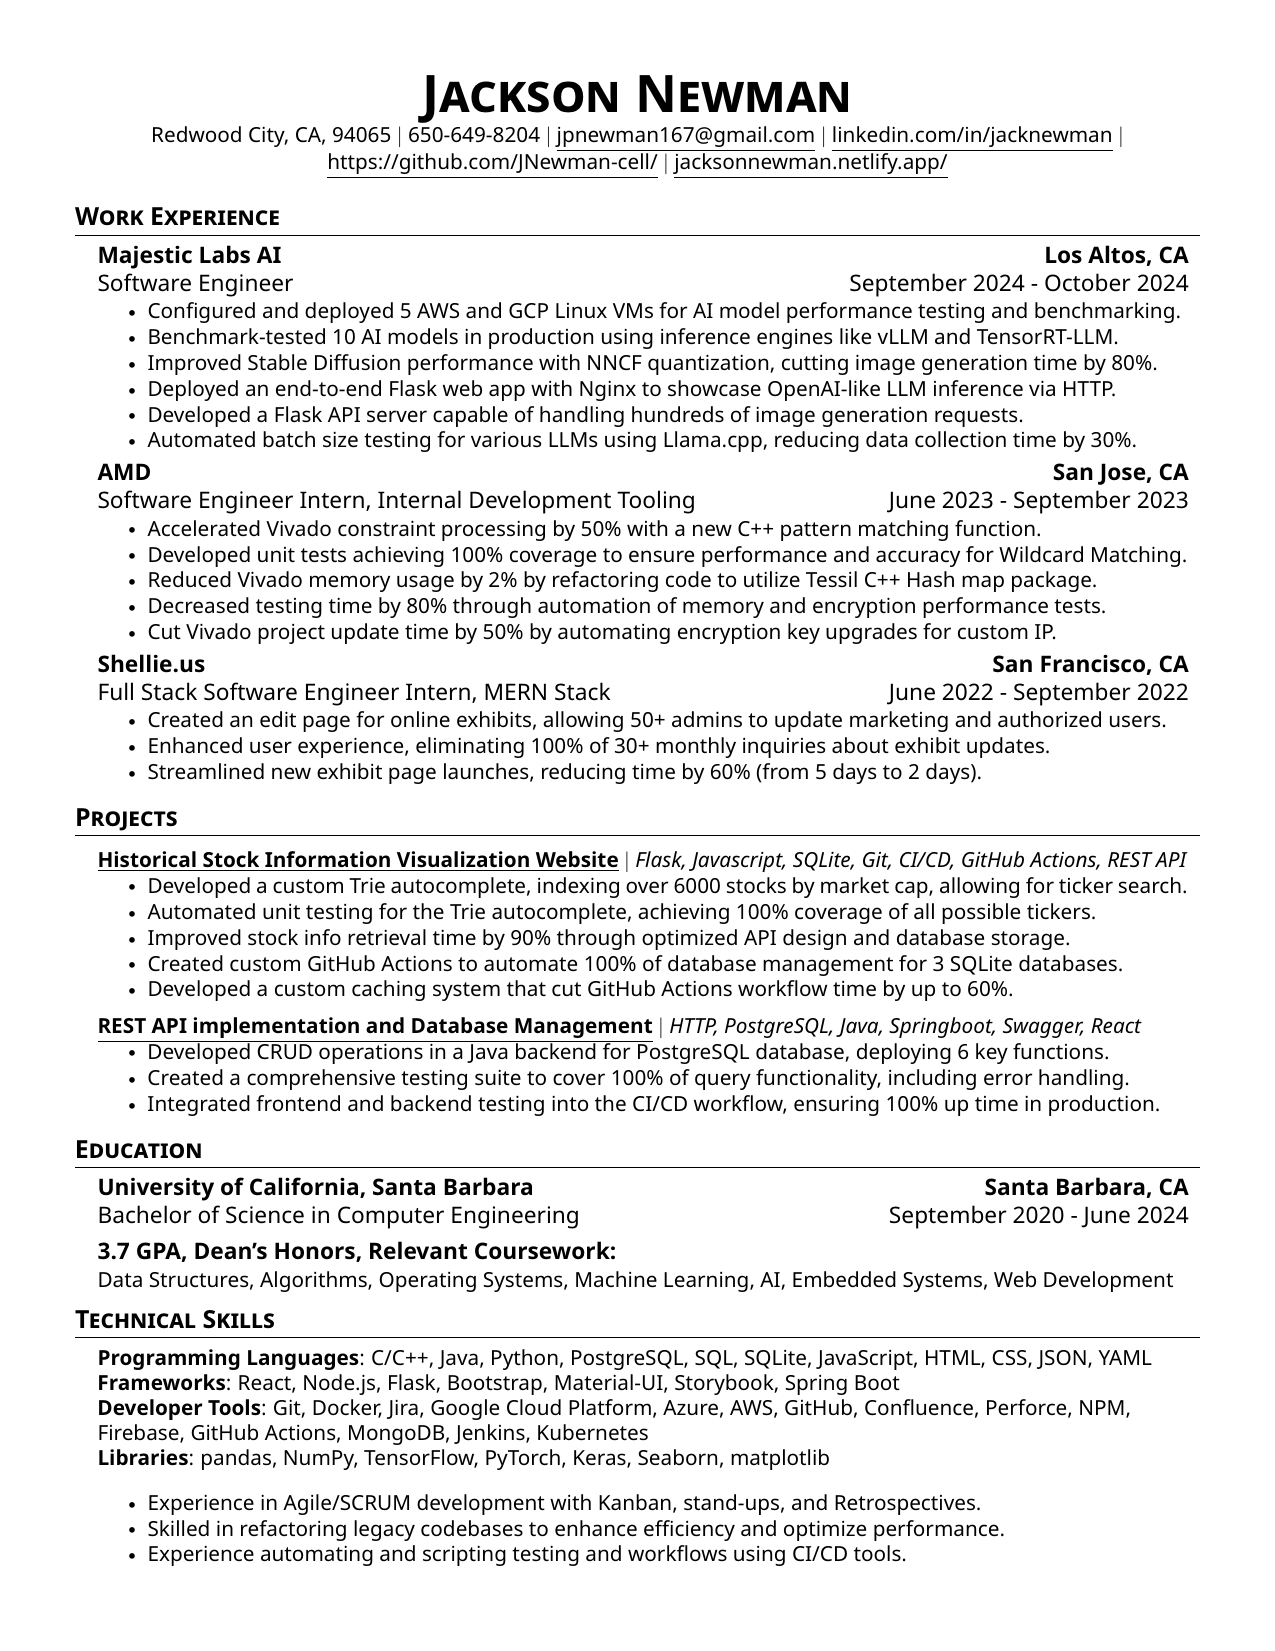 Jackson Newman
Redwood City, CA, 94065 | 650-649-8204 | jpnewman167@gmail.com | linkedin.com/in/jacknewman |
https://github.com/JNewman-cell/ | jacksonnewman.netlify.app/
Work Experience
Majestic Labs AI Los Altos, CA
Software Engineer September 2024 - October 2024
• Configured and deployed 5 AWS and GCP Linux VMs for AI model performance testing and benchmarking.
• Benchmark-tested 10 AI models in production using inference engines like vLLM and TensorRT-LLM.
• Improved Stable Diffusion performance with NNCF quantization, cutting image generation time by 80%.
• Deployed an end-to-end Flask web app with Nginx to showcase OpenAI-like LLM inference via HTTP.
• Developed a Flask API server capable of handling hundreds of image generation requests.
• Automated batch size testing for various LLMs using Llama.cpp, reducing data collection time by 30%.
AMD San Jose, CA
Software Engineer Intern, Internal Development Tooling June 2023 - September 2023
• Accelerated Vivado constraint processing by 50% with a new C++ pattern matching function.
• Developed unit tests achieving 100% coverage to ensure performance and accuracy for Wildcard Matching.
• Reduced Vivado memory usage by 2% by refactoring code to utilize Tessil C++ Hash map package.
• Decreased testing time by 80% through automation of memory and encryption performance tests.
• Cut Vivado project update time by 50% by automating encryption key upgrades for custom IP.
Shellie.us San Francisco, CA
Full Stack Software Engineer Intern, MERN Stack June 2022 - September 2022
• Created an edit page for online exhibits, allowing 50+ admins to update marketing and authorized users.
• Enhanced user experience, eliminating 100% of 30+ monthly inquiries about exhibit updates.
• Streamlined new exhibit page launches, reducing time by 60% (from 5 days to 2 days).
Projects
Historical Stock Information Visualization Website | Flask, Javascript, SQLite, Git, CI/CD, GitHub Actions, REST API
• Developed a custom Trie autocomplete, indexing over 6000 stocks by market cap, allowing for ticker search.
• Automated unit testing for the Trie autocomplete, achieving 100% coverage of all possible tickers.
• Improved stock info retrieval time by 90% through optimized API design and database storage.
• Created custom GitHub Actions to automate 100% of database management for 3 SQLite databases.
• Developed a custom caching system that cut GitHub Actions workflow time by up to 60%.
REST API implementation and Database Management | HTTP, PostgreSQL, Java, Springboot, Swagger, React
• Developed CRUD operations in a Java backend for PostgreSQL database, deploying 6 key functions.
• Created a comprehensive testing suite to cover 100% of query functionality, including error handling.
• Integrated frontend and backend testing into the CI/CD workflow, ensuring 100% up time in production.
Education
University of California, Santa Barbara Santa Barbara, CA
Bachelor of Science in Computer Engineering September 2020 - June 2024
3.7 GPA, Dean’s Honors, Relevant Coursework:
Data Structures, Algorithms, Operating Systems, Machine Learning, AI, Embedded Systems, Web Development
Technical Skills
Programming Languages: C/C++, Java, Python, PostgreSQL, SQL, SQLite, JavaScript, HTML, CSS, JSON, YAML
Frameworks: React, Node.js, Flask, Bootstrap, Material-UI, Storybook, Spring Boot
Developer Tools: Git, Docker, Jira, Google Cloud Platform, Azure, AWS, GitHub, Confluence, Perforce, NPM,
Firebase, GitHub Actions, MongoDB, Jenkins, Kubernetes
Libraries: pandas, NumPy, TensorFlow, PyTorch, Keras, Seaborn, matplotlib
• Experience in Agile/SCRUM development with Kanban, stand-ups, and Retrospectives.
• Skilled in refactoring legacy codebases to enhance efficiency and optimize performance.
• Experience automating and scripting testing and workflows using CI/CD tools.